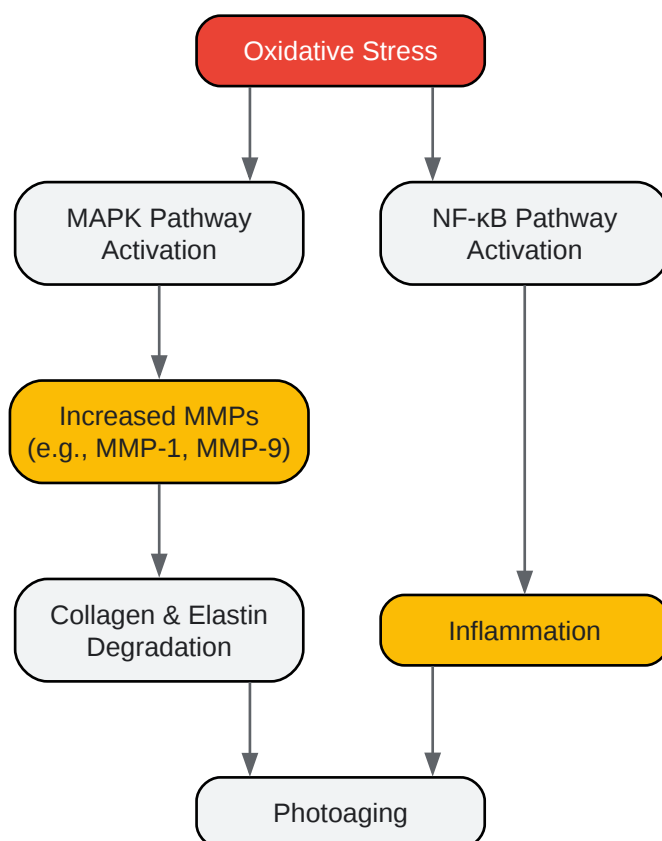 Oxidative Stress
MAPK Pathway
Activation
NF-κB Pathway
Activation
Increased MMPs
(e.g., MMP-1, MMP-9)
Collagen & Elastin
Degradation
Inflammation
Photoaging